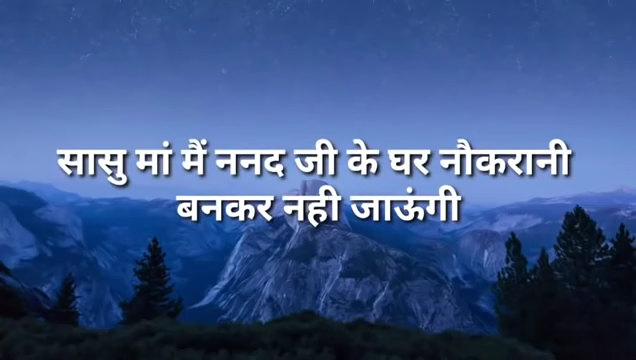 सासु मां मैं ननद जी के घर नौकरानी
बनकर नही जाऊंगी